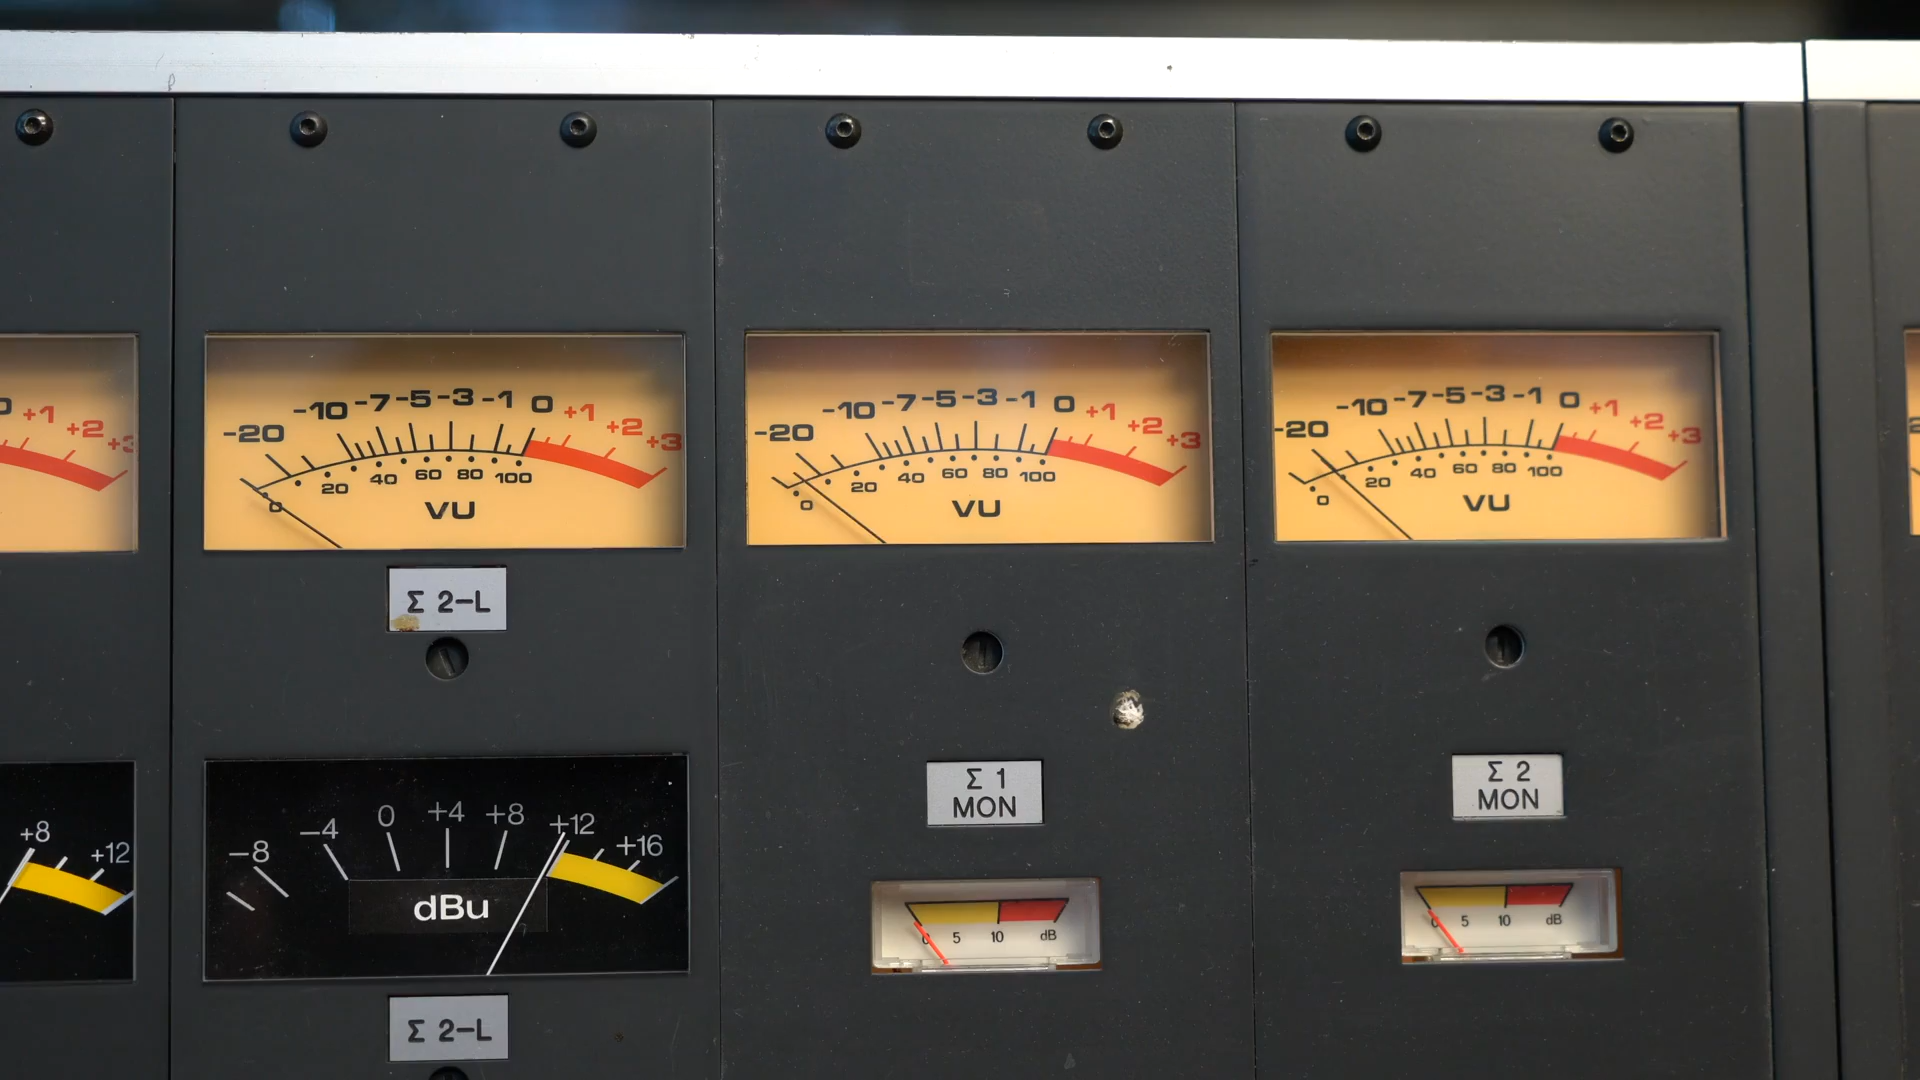 0 +1 +2 +3
-20 -10 -7 -5 -3 -1 0 +1 +2 +3
0 20 40 60 80 100
VU
-20 -10 -7 -5 -3 -1 0 +1 +2 +3
0 20 40 60 80 100
VU
-20 -10 -7 -5 -3 -1 0 +1 +2 +3
0 20 40 60 80 100
VU
Σ 2-L
Σ 1
MON
Σ 2
MON
+8 +12
-8 -4 0 +4 +8 +12 +16
dBu
0 5 10 dB
0 5 10 dB
Σ 2-L